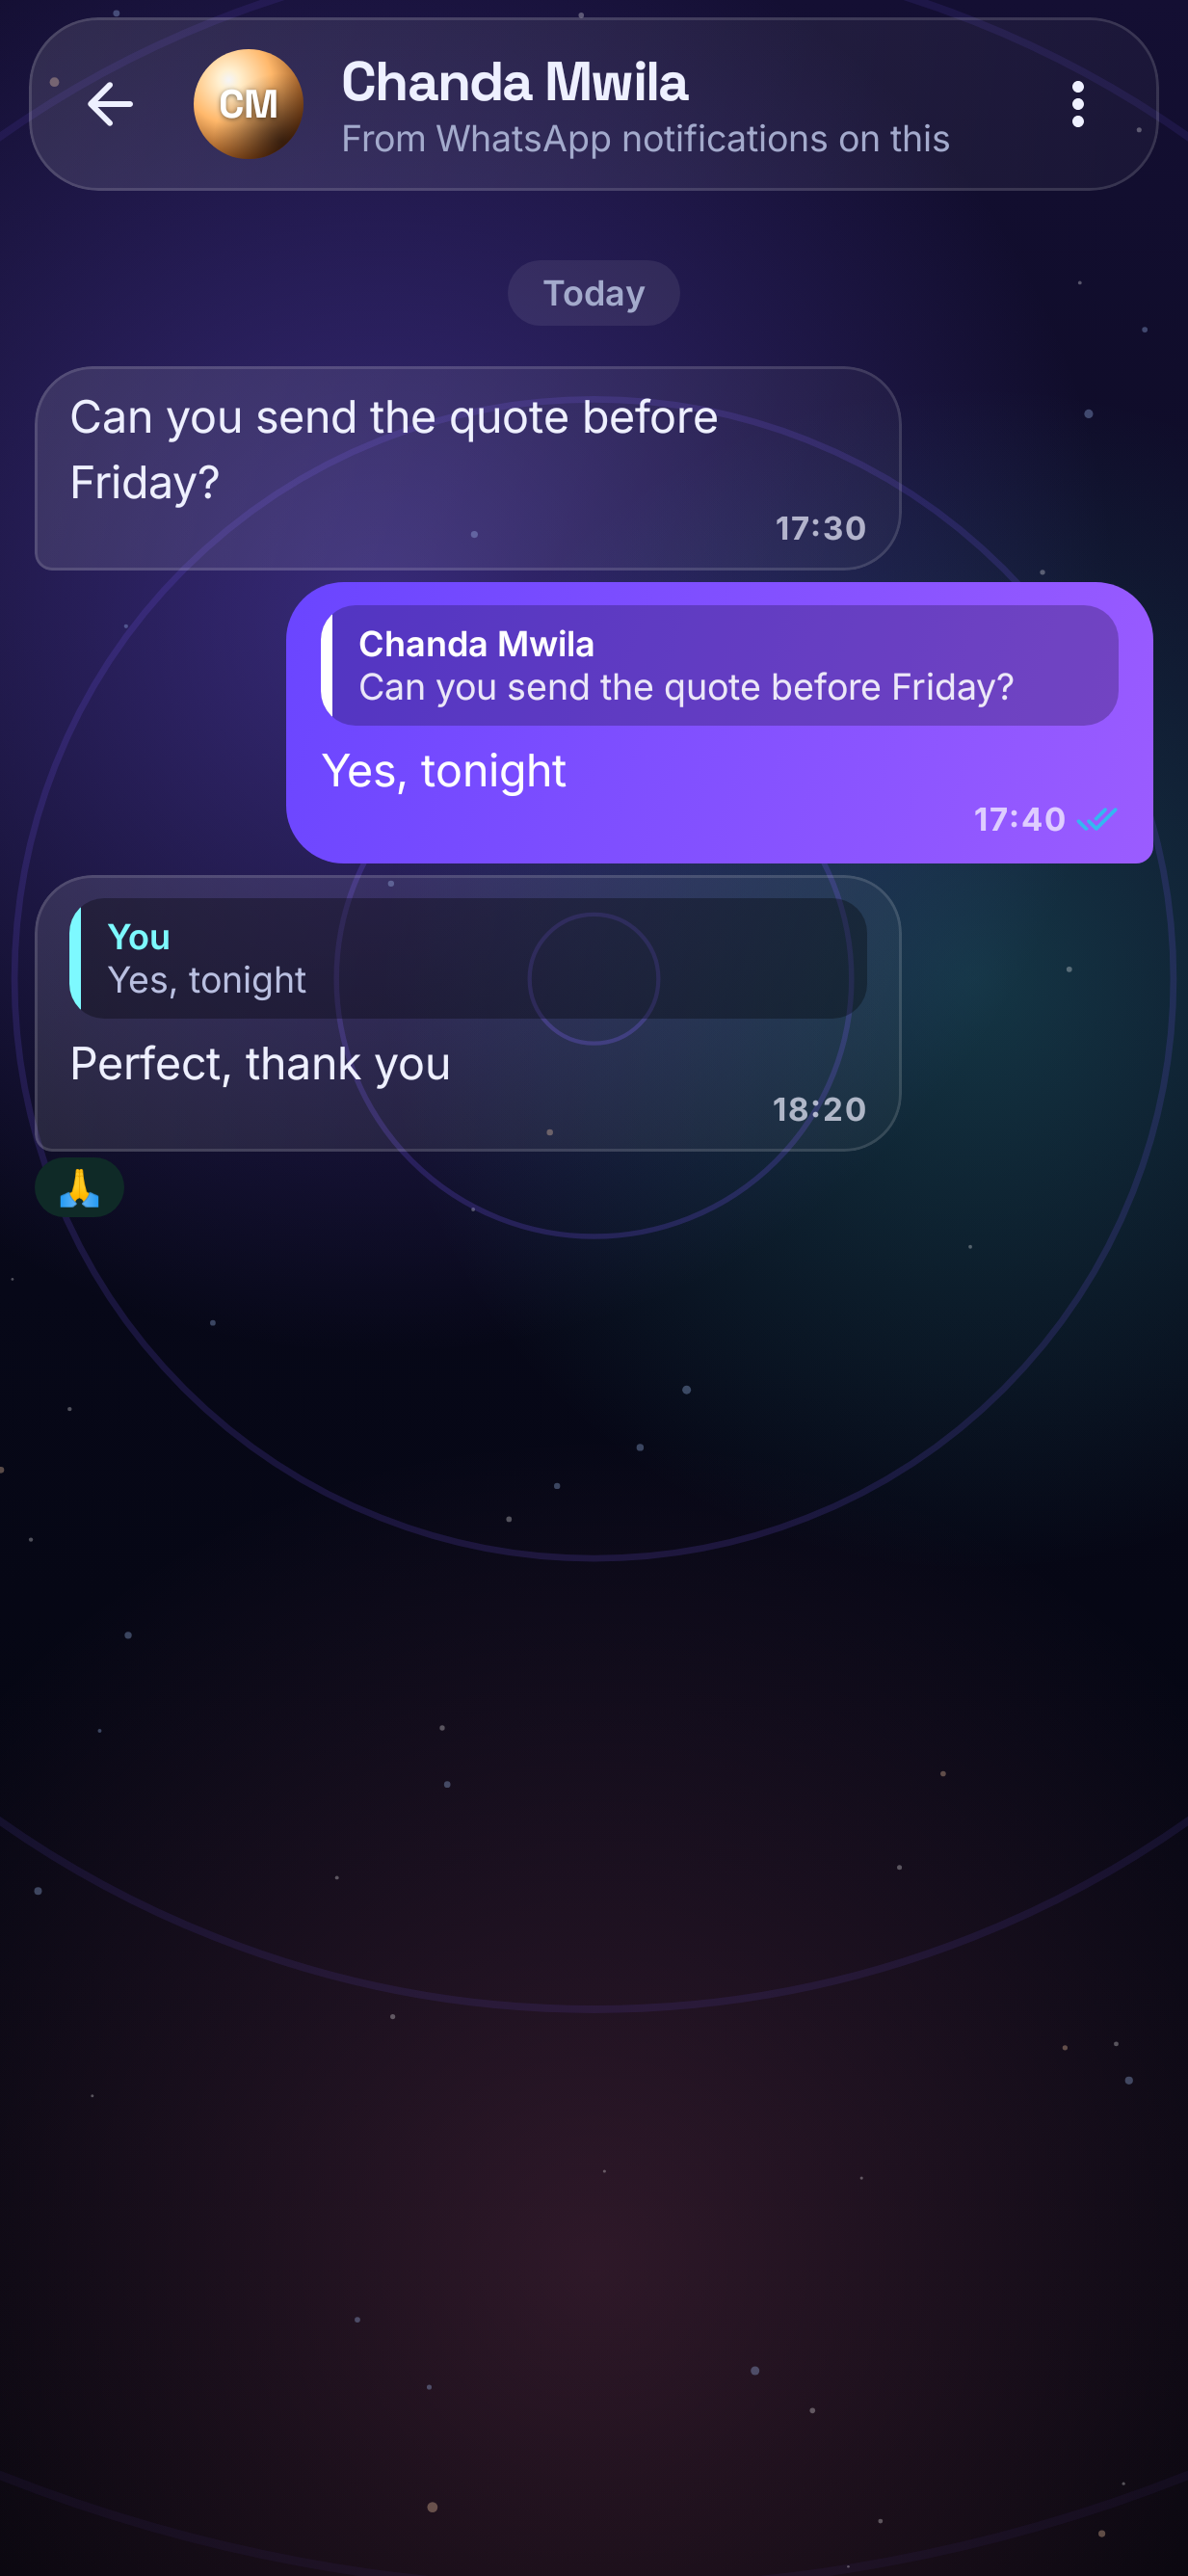 CM
Chanda Mwila
From WhatsApp notifications on this
Today
Can you send the quote before
Friday?
17:30
Chanda Mwila
Can you send the quote before Friday?
Yes, tonight
17:40
You
Yes, tonight
Perfect, thank you
18:20
🙏